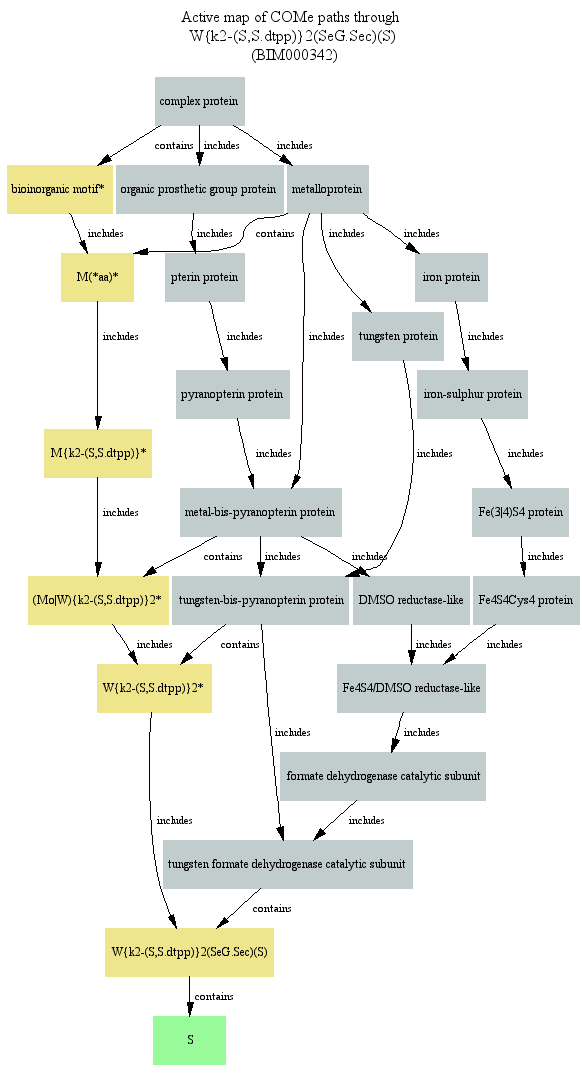 Active map of COMe paths through
W{k2-(S,S.dtpp)}2(SeG.Sec)(S)
(BIM000342)
complex protein
contains
includes
includes
bioinorganic motif*
organic prosthetic group protein
metalloprotein
includes
includes
contains
includes
includes
M(*aa)*
pterin protein
iron protein
includes
includes
includes
includes
tungsten protein
pyranopterin protein
iron-sulphur protein
M{k2-(S,S.dtpp)}*
includes
includes
includes
includes
metal-bis-pyranopterin protein
Fe(3|4)S4 protein
contains
includes
includes
includes
(Mo|W){k2-(S,S.dtpp)}2*
tungsten-bis-pyranopterin protein
DMSO reductase-like
Fe4S4Cys4 protein
includes
contains
includes
includes
W{k2-(S,S.dtpp)}2*
Fe4S4/DMSO reductase-like
includes
includes
formate dehydrogenase catalytic subunit
includes
includes
tungsten formate dehydrogenase catalytic subunit
contains
W{k2-(S,S.dtpp)}2(SeG.Sec)(S)
contains
S